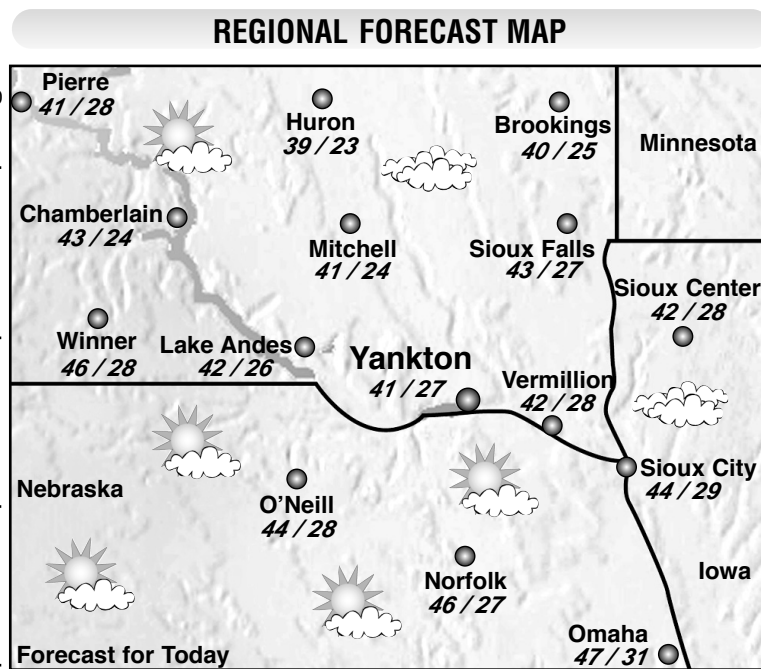 REGIONAL FORECAST MAP
Pierre
41 / 28
Huron
39 / 23
Brookings
40 / 25
Minnesota
Chamberlain
43 / 24
Mitchell
41 / 24
Sioux Falls
43 / 27
Sioux Center
42 / 28
Winner
46 / 28
Lake Andes
42 / 26
Yankton
41 / 27
Vermillion
42 / 28
Nebraska
O'Neill
44 / 28
Sioux City
44 / 29
Norfolk
46 / 27
Iowa
Omaha
47 / 31
Forecast for Today